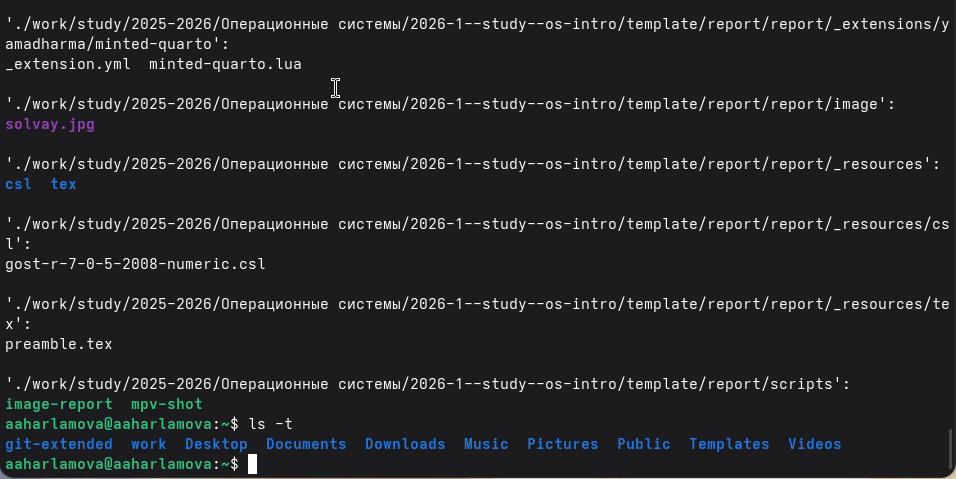 './work/study/2025-2026/Операционные системы/2026-1--study--os-intro/template/report/report/_extensions/y
amadharma/minted-quarto':
_extension.yml  minted-quarto.lua
'./work/study/2025-2026/Операционные системы/2026-1--study--os-intro/template/report/report/image':
solvay.jpg
'./work/study/2025-2026/Операционные системы/2026-1--study--os-intro/template/report/report/_resources':
csl  tex
'./work/study/2025-2026/Операционные системы/2026-1--study--os-intro/template/report/report/_resources/cs
l':
gost-r-7-0-5-2008-numeric.csl
'./work/study/2025-2026/Операционные системы/2026-1--study--os-intro/template/report/report/_resources/te
x':
preamble.tex
'./work/study/2025-2026/Операционные системы/2026-1--study--os-intro/template/report/scripts':
image-report  mpv-shot
aaharlamova@aaharlamova:~$ ls -t
git-extended  work  Desktop  Documents  Downloads  Music  Pictures  Public  Templates  Videos
aaharlamova@aaharlamova:~$